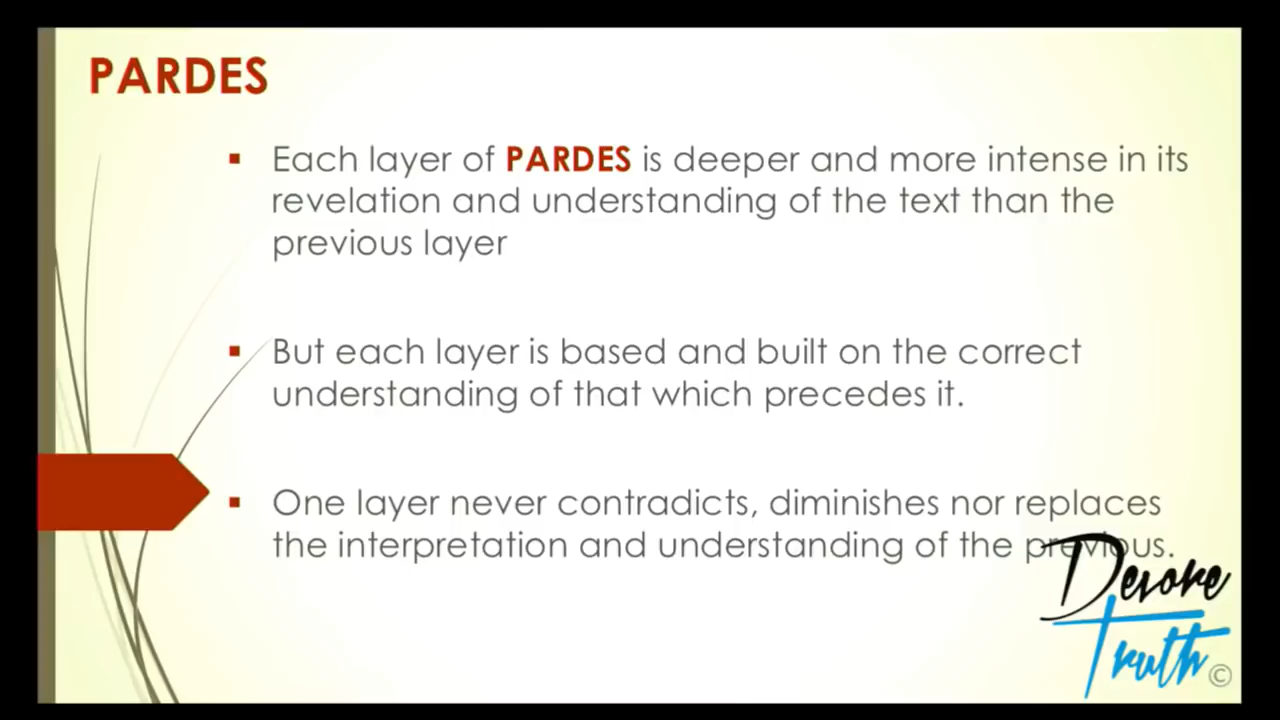 PARDES
▪ Each layer of PARDES is deeper and more intense in its
revelation and understanding of the text than the
previous layer
▪ But each layer is based and built on the correct
understanding of that which precedes it.
▪ One layer never contradicts, diminishes nor replaces
the interpretation and understanding of the previous.
Devore
Truth ©